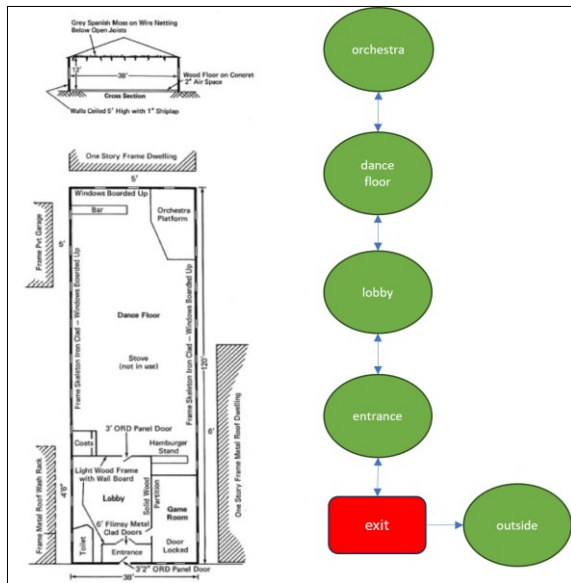 Grey Spanish Moss on Wire Netting
Below Open Joists
12'
38'
Wood Floor on Concret
2" Air Space
Cross Section
Walls Ceiled 5' High with 1" Shiplap
One Story Frame Dwelling
5'
Windows Boarded Up
Bar
Orchestra
Platform
Frame Pvt Garage
Frame Skeleton Iron Clad — Windows Boarded Up
Dance Floor
Stove
(not in use)
Frame Skeleton Iron Clad — Windows Boarded Up
120'
6'
One Story Frame Metal Roof Dwelling
3' ORD Panel Door
Coats
Hamburger
Stand
Light Wood Frame
with Wall Board
Lobby
Solid Wood
Partition
Game
Room
Frame Metal Roof Wash Rack
4'6"
6' Flimsy Metal
Clad Doors
Toilet
Entrance
Door
Locked
3'2" ORD Panel Door
38'
orchestra
dance
floor
lobby
entrance
exit
outside